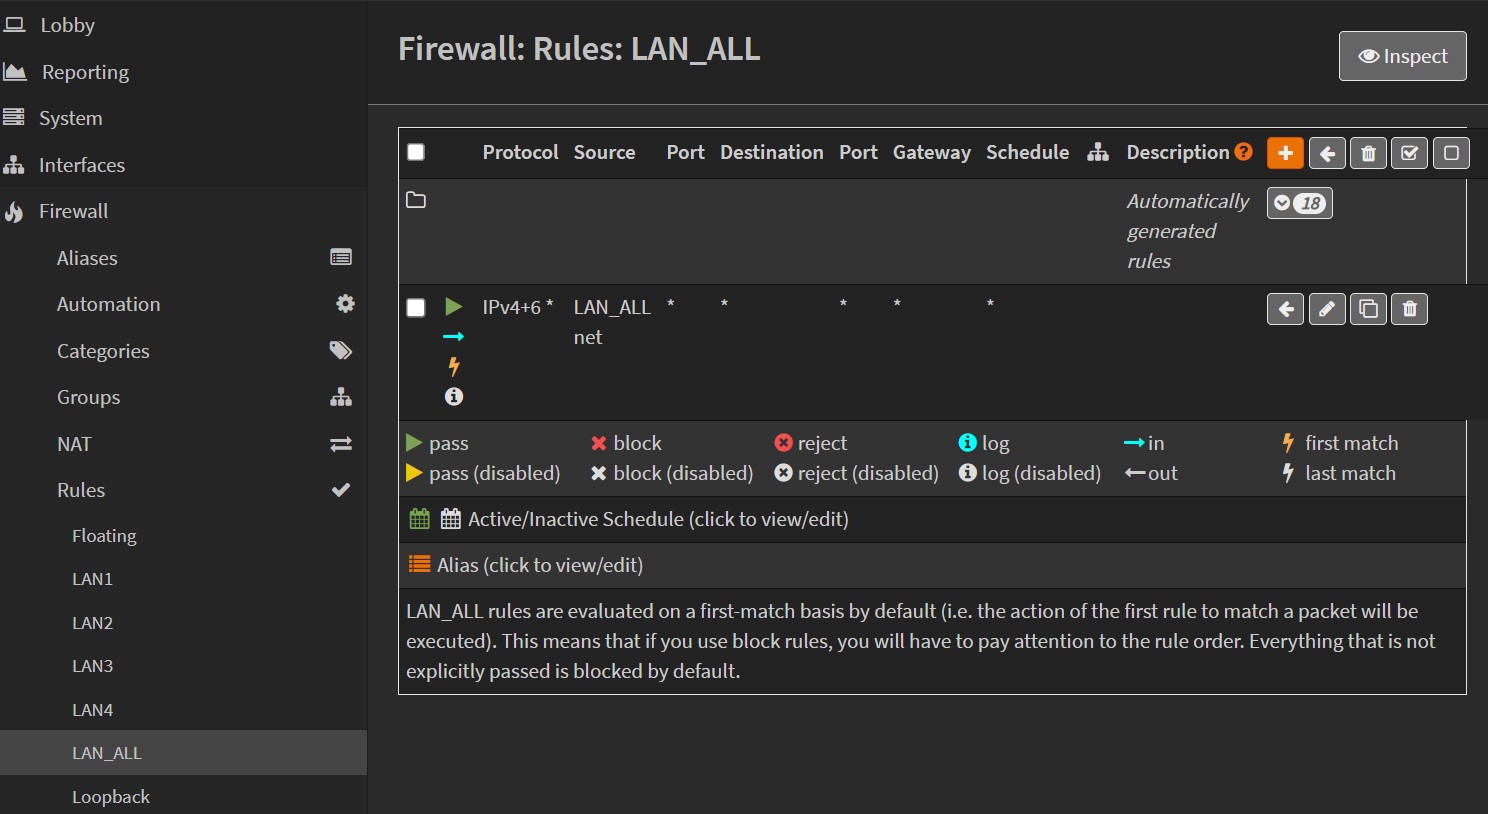 Lobby
Reporting
System
Interfaces
Firewall
Aliases
Automation
Categories
Groups
NAT
Rules
Floating
LAN1
LAN2
LAN3
LAN4
LAN_ALL
Loopback
Firewall: Rules: LAN_ALL
Inspect
Protocol Source Port Destination Port Gateway Schedule Description
Automatically
generated
rules
18
IPv4+6 * LAN_ALL * * * * *
net
pass block reject log in first match
pass (disabled) block (disabled) reject (disabled) log (disabled) out last match
Active/Inactive Schedule (click to view/edit)
Alias (click to view/edit)
LAN_ALL rules are evaluated on a first-match basis by default (i.e. the action of the first rule to match a packet will be
executed). This means that if you use block rules, you will have to pay attention to the rule order. Everything that is not
explicitly passed is blocked by default.